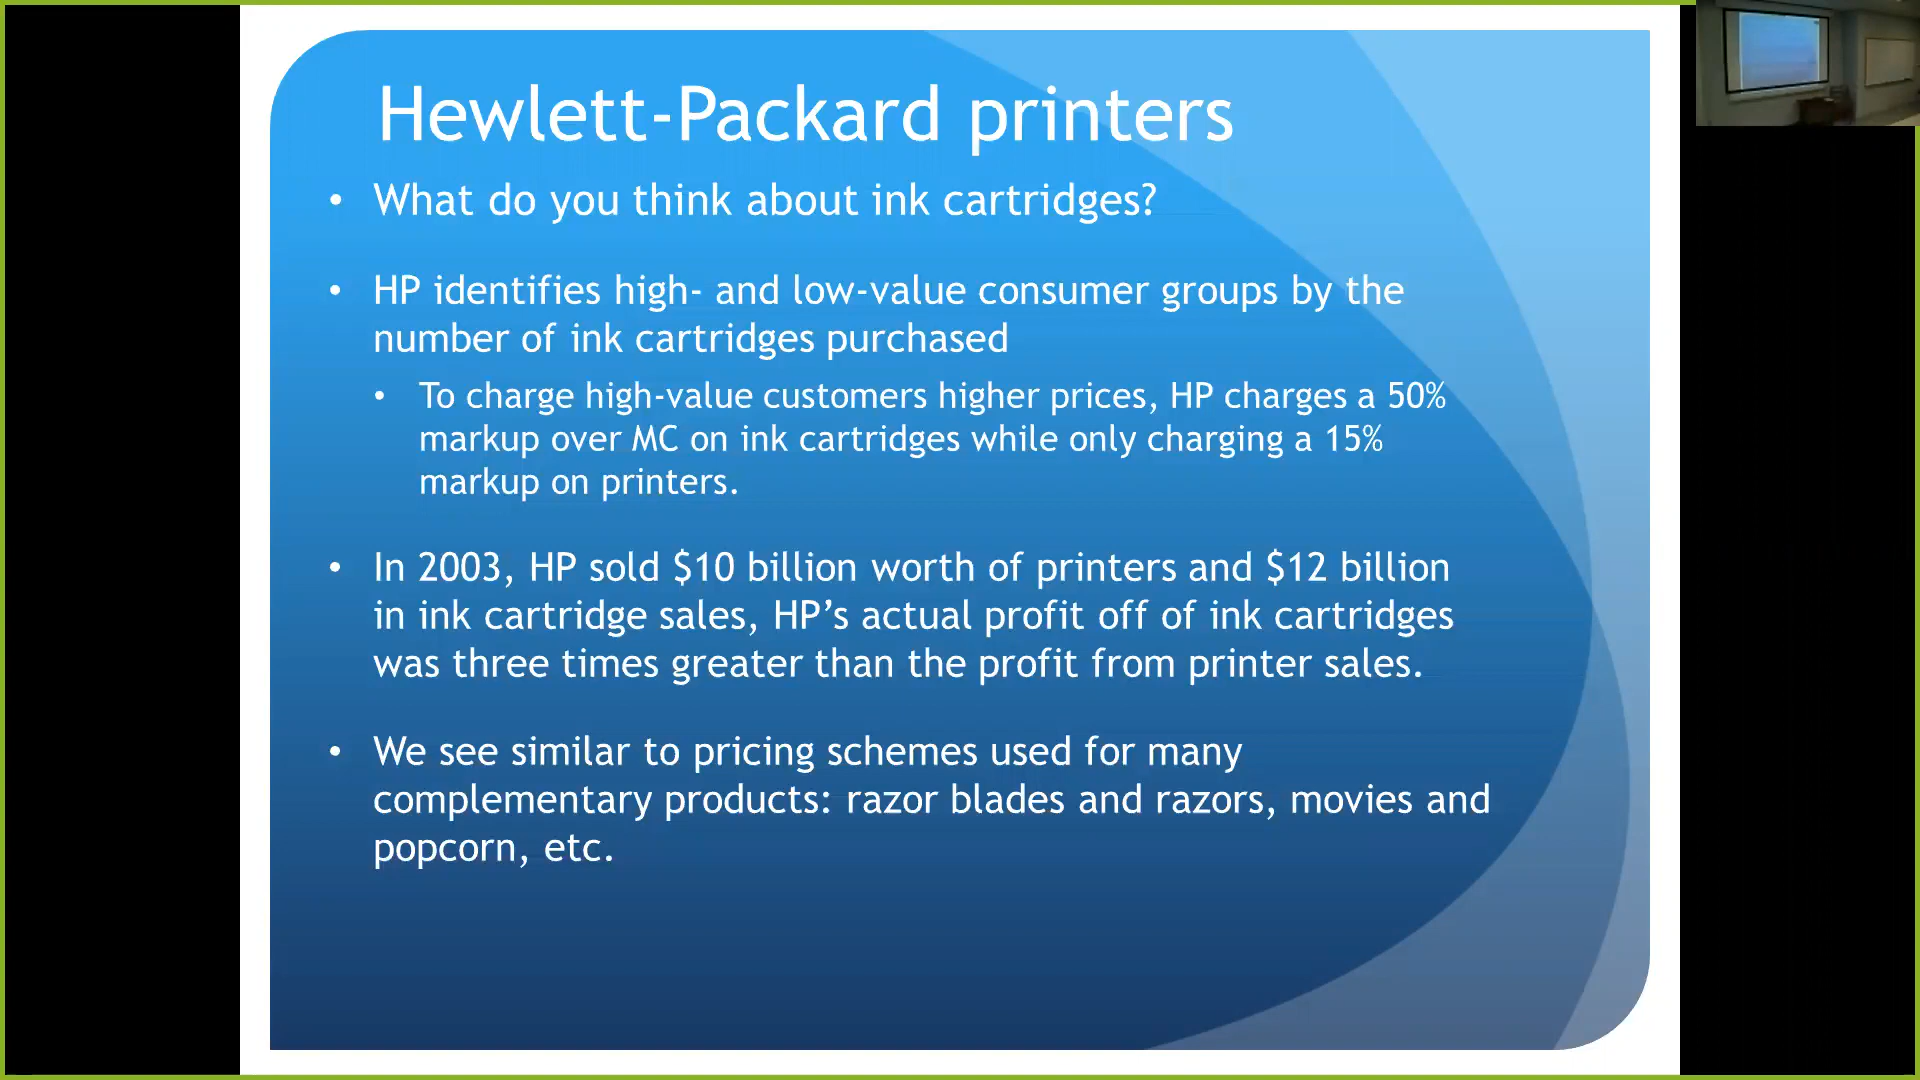 Hewlett-Packard printers
• What do you think about ink cartridges?
• HP identifies high- and low-value consumer groups by the
number of ink cartridges purchased
• To charge high-value customers higher prices, HP charges a 50%
markup over MC on ink cartridges while only charging a 15%
markup on printers.
• In 2003, HP sold $10 billion worth of printers and $12 billion
in ink cartridge sales, HP’s actual profit off of ink cartridges
was three times greater than the profit from printer sales.
• We see similar to pricing schemes used for many
complementary products: razor blades and razors, movies and
popcorn, etc.